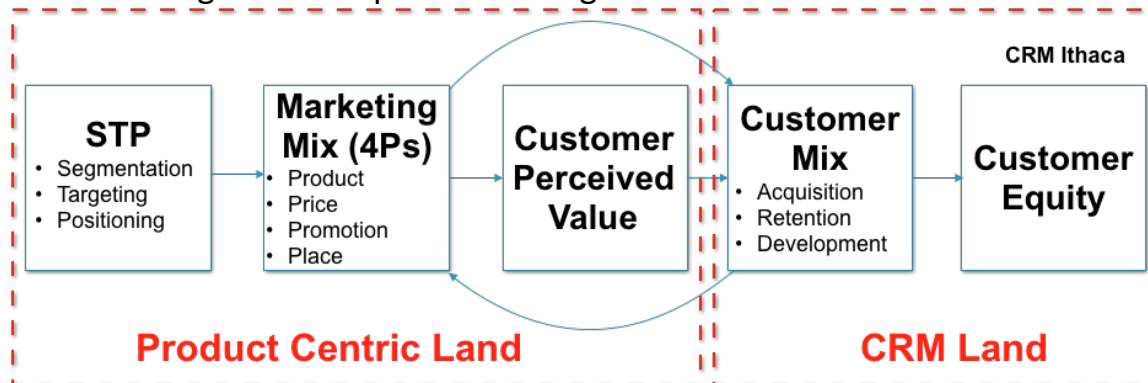 CRM Ithaca
STP
• Segmentation
• Targeting
• Positioning
Marketing
Mix (4Ps)
• Product
• Price
• Promotion
• Place
Customer
Perceived
Value
Customer
Mix
• Acquisition
• Retention
• Development
Customer
Equity
Product Centric Land
CRM Land